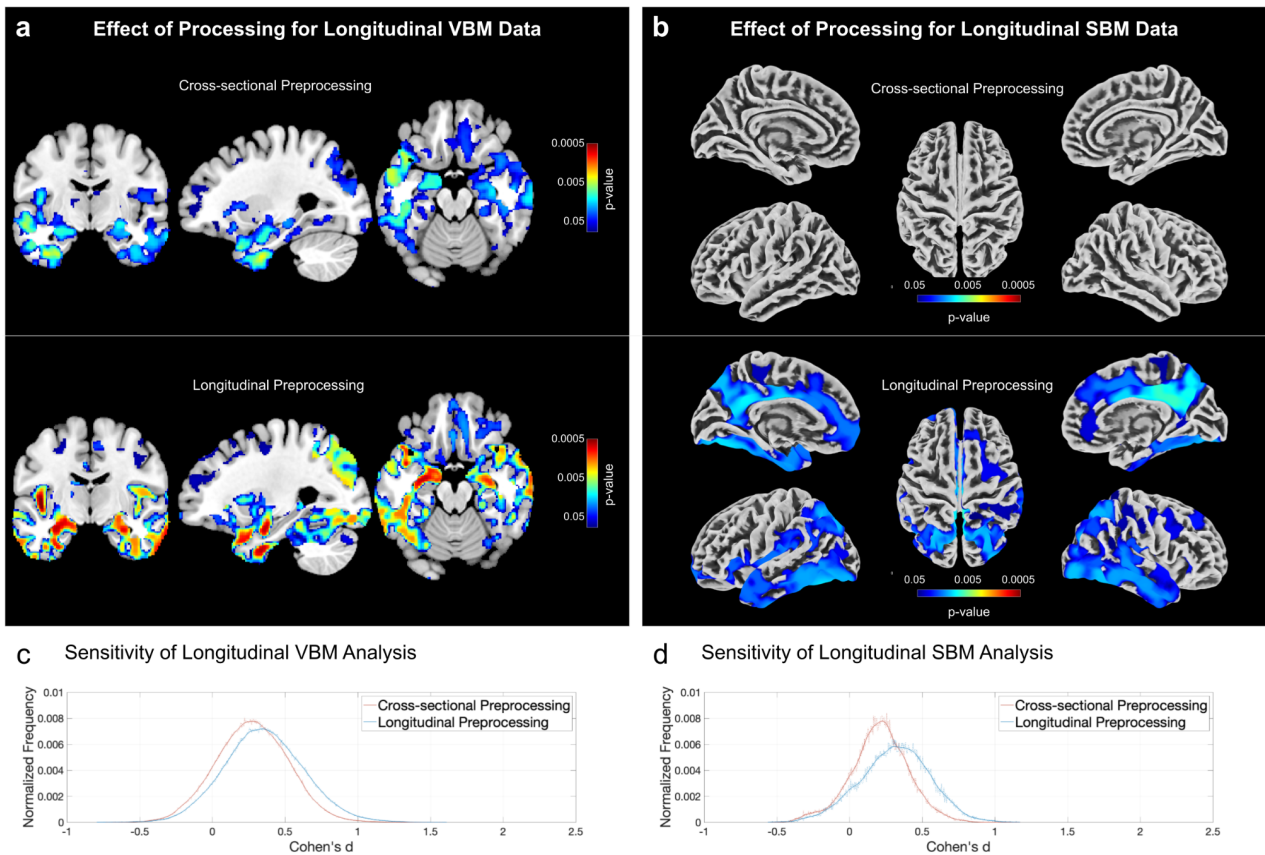 a Effect of Processing for Longitudinal VBM Data
Cross-sectional Preprocessing
0.0005
0.005
0.05
p-value
Longitudinal Preprocessing
0.0005
0.005
0.05
p-value
b Effect of Processing for Longitudinal SBM Data
Cross-sectional Preprocessing
0.05 0.005 0.0005
p-value
Longitudinal Preprocessing
0.05 0.005 0.0005
p-value
c Sensitivity of Longitudinal VBM Analysis
Normalized Frequency
0.01
0.008
0.006
0.004
0.002
0
-1 -0.5 0 0.5 1 1.5 2 2.5
Cohen's d
Cross-sectional Preprocessing
Longitudinal Preprocessing
d Sensitivity of Longitudinal SBM Analysis
Normalized Frequency
0.01
0.008
0.006
0.004
0.002
0
-1 -0.5 0 0.5 1 1.5 2 2.5
Cohen's d
Cross-sectional Preprocessing
Longitudinal Preprocessing